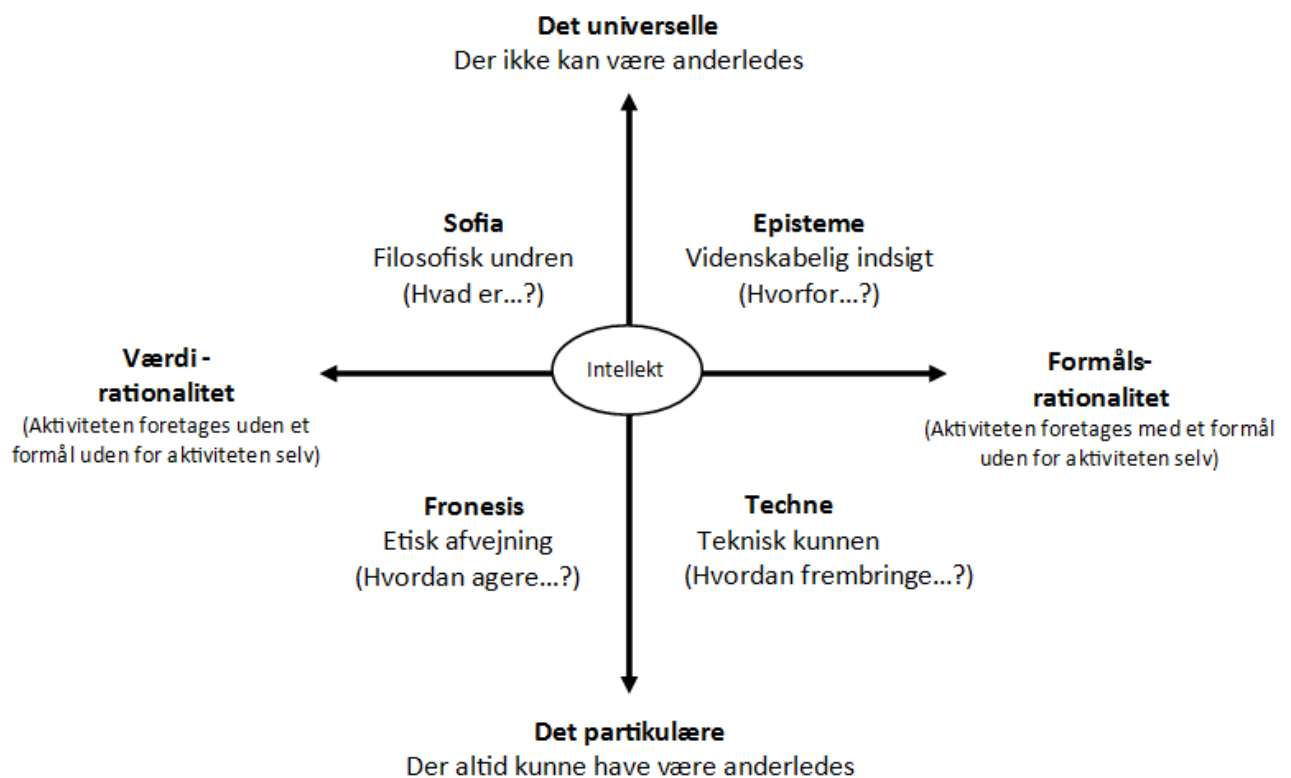 Det universelle
Der ikke kan være anderledes
Sofia
Filosofisk undren
(Hvad er...?)
Episteme
Videnskabelig indsigt
(Hvorfor...?)
Værdi -
rationalitet
(Aktiviteten foretages uden et
formål uden for aktiviteten selv)
Intellekt
Formåls-
rationalitet
(Aktiviteten foretages med et formål
uden for aktiviteten selv)
Fronesis
Etisk afvejning
(Hvordan agere...?)
Techne
Teknisk kunnen
(Hvordan frembringe...?)
Det partikulære
Der altid kunne have være anderledes